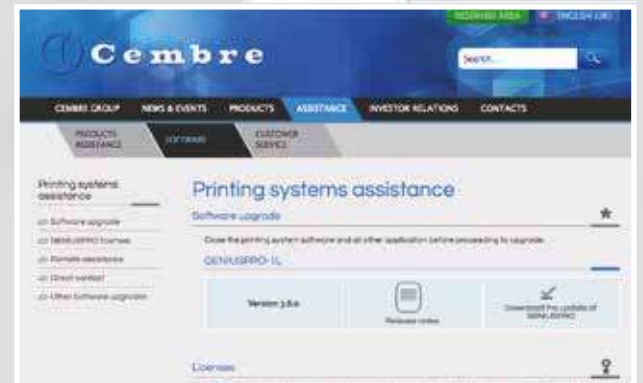 RESERVED AREA ENGLISH (UK)
Cembre
Search...
CEMBRE GROUP NEWS & EVENTS PRODUCTS ASSISTANCE INVESTOR RELATIONS CONTACTS
PRODUCTS ASSISTANCE SOFTWARE CUSTOMER SERVICE
Printing systems assistance
Software upgrade
GENIUSPRO licenses
Remote assistance
Direct contact
Other Software upgrades
Printing systems assistance
Software upgrade
Close the printing system software and all other application before proceeding to upgrade.
GENIUSPRO-1L
Version
Release notes
Download the update of GENIUSPRO
Licenses